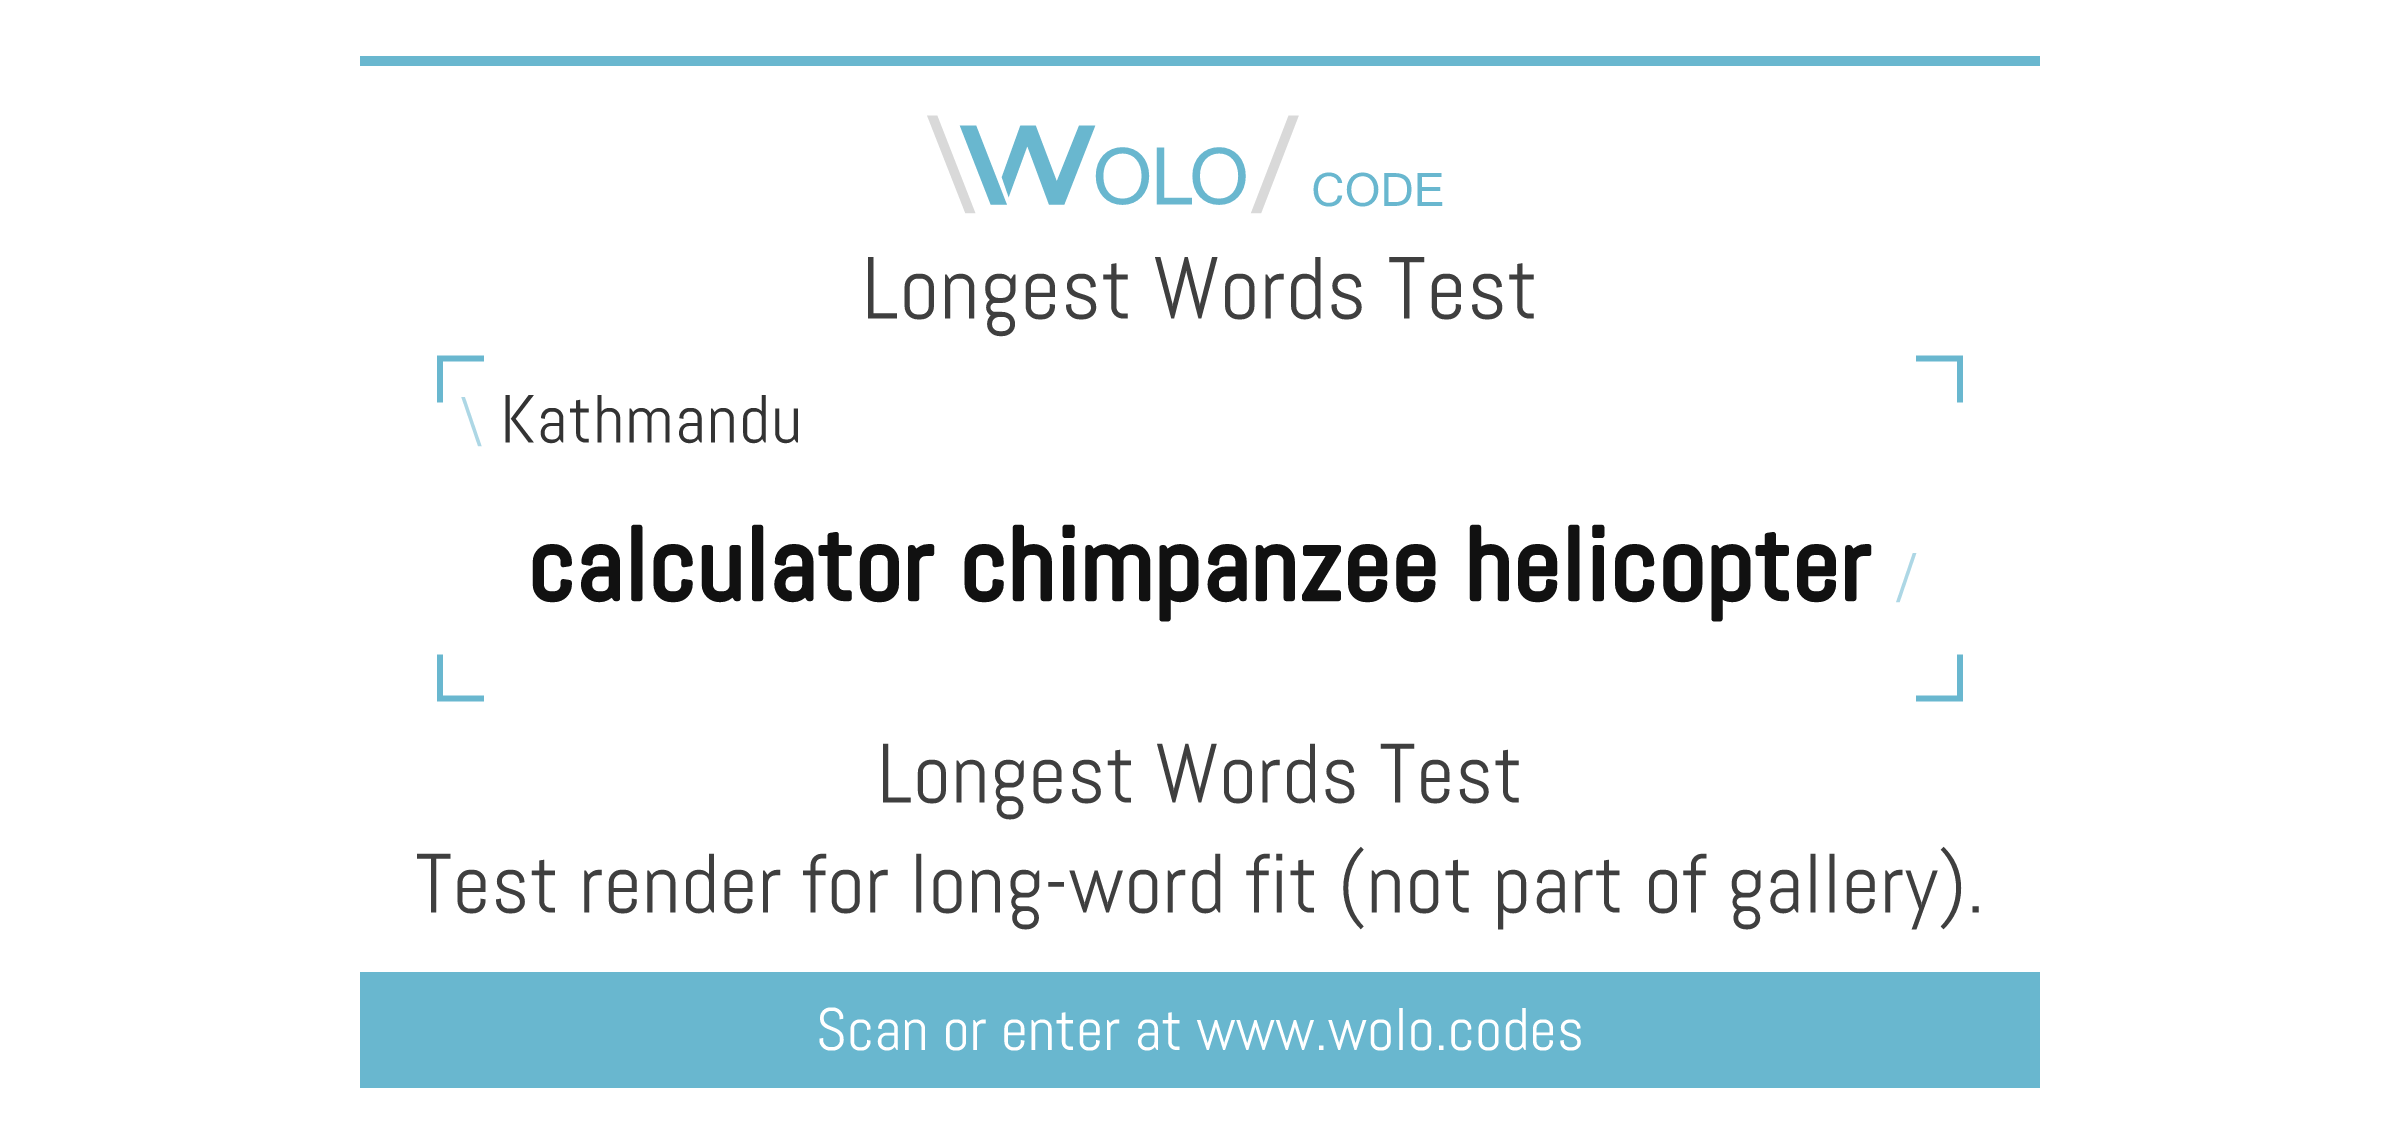 \WOLO/ CODE
Longest Words Test
\ Kathmandu
calculator chimpanzee helicopter /
Longest Words Test
Test render for long-word fit (not part of gallery).
Scan or enter at www.wolo.codes